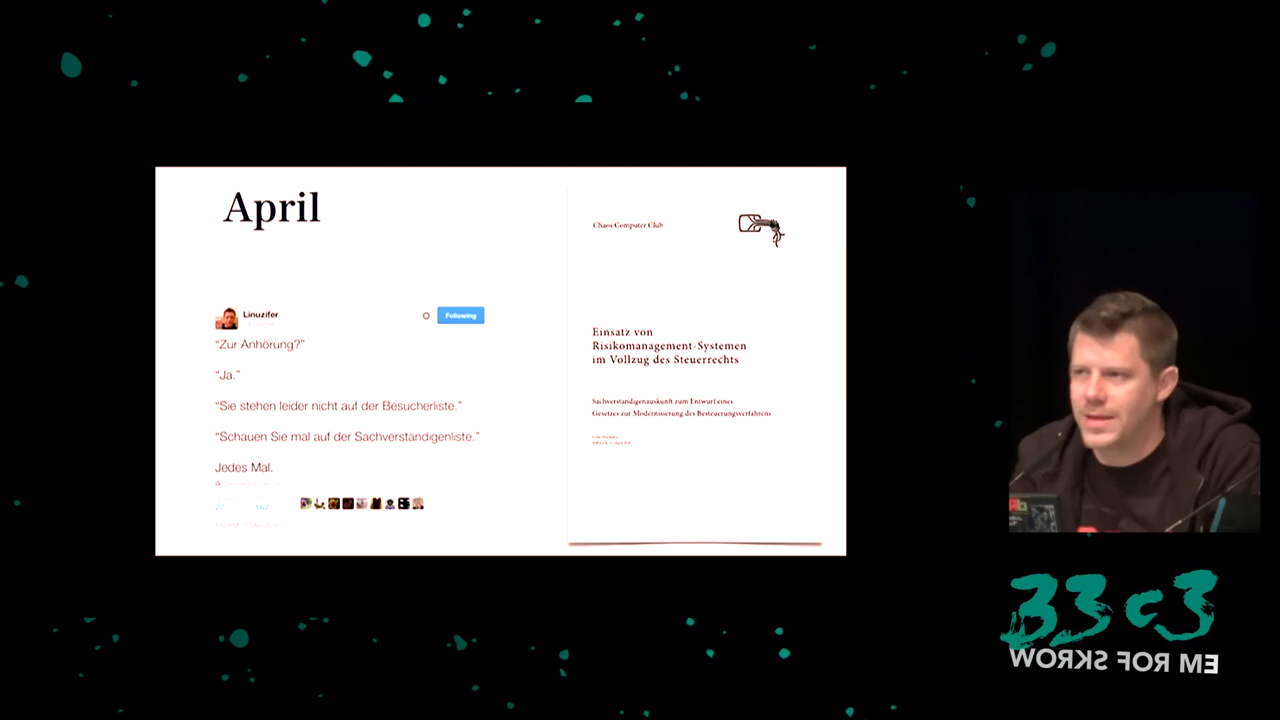 April
Linuzifer
Following
“Zur Anhörung?”
“Ja.”
“Sie stehen leider nicht auf der Besucherliste.”
“Schauen Sie mal auf der Sachverständigenliste.”
Jedes Mal.
27 162
Chaos Computer Club
Einsatz von
Risikomanagement-Systemen
im Vollzug des Steuerrechts
Sachverständigenauskunft zum Entwurf eines
Gesetzes zur Modernisierung des Besteuerungsverfahrens
33c3
WORKS FOR ME